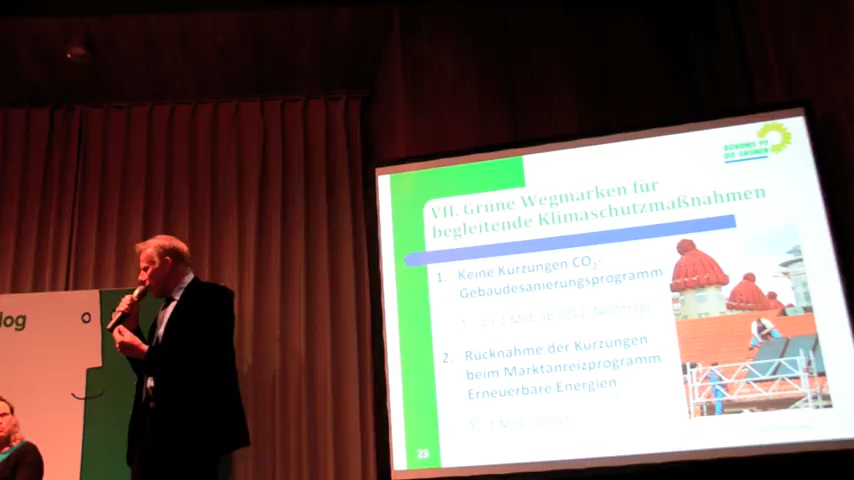 BÜNDNIS 90
DIE GRÜNEN
VII. Grüne Wegmarken für
begleitende Klimaschutzmaßnahmen
1. Keine Kürzungen CO2-
Gebäudesanierungsprogramm
2. Rücknahme der Kürzungen
beim Marktanreizprogramm
Erneuerbare Energien
23
log